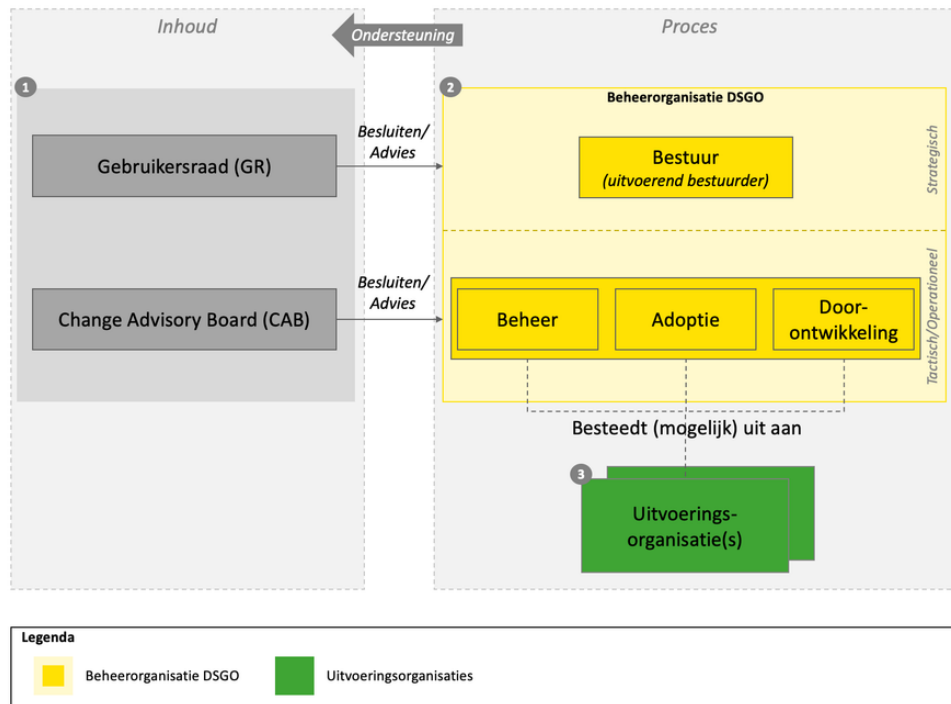 Inhoud
Ondersteuning
Proces
1
2
Beheerorganisatie DSGO
Gebruikersraad (GR)
Besluiten/
Advies
Bestuur
(uitvoerend bestuurder)
Strategisch
Change Advisory Board (CAB)
Besluiten/
Advies
Beheer
Adoptie
Door-
ontwikkeling
Tactisch/Operationeel
Besteedt (mogelijk) uit aan
3
Uitvoerings-
organisatie(s)
Legenda
Beheerorganisatie DSGO
Uitvoeringsorganisaties